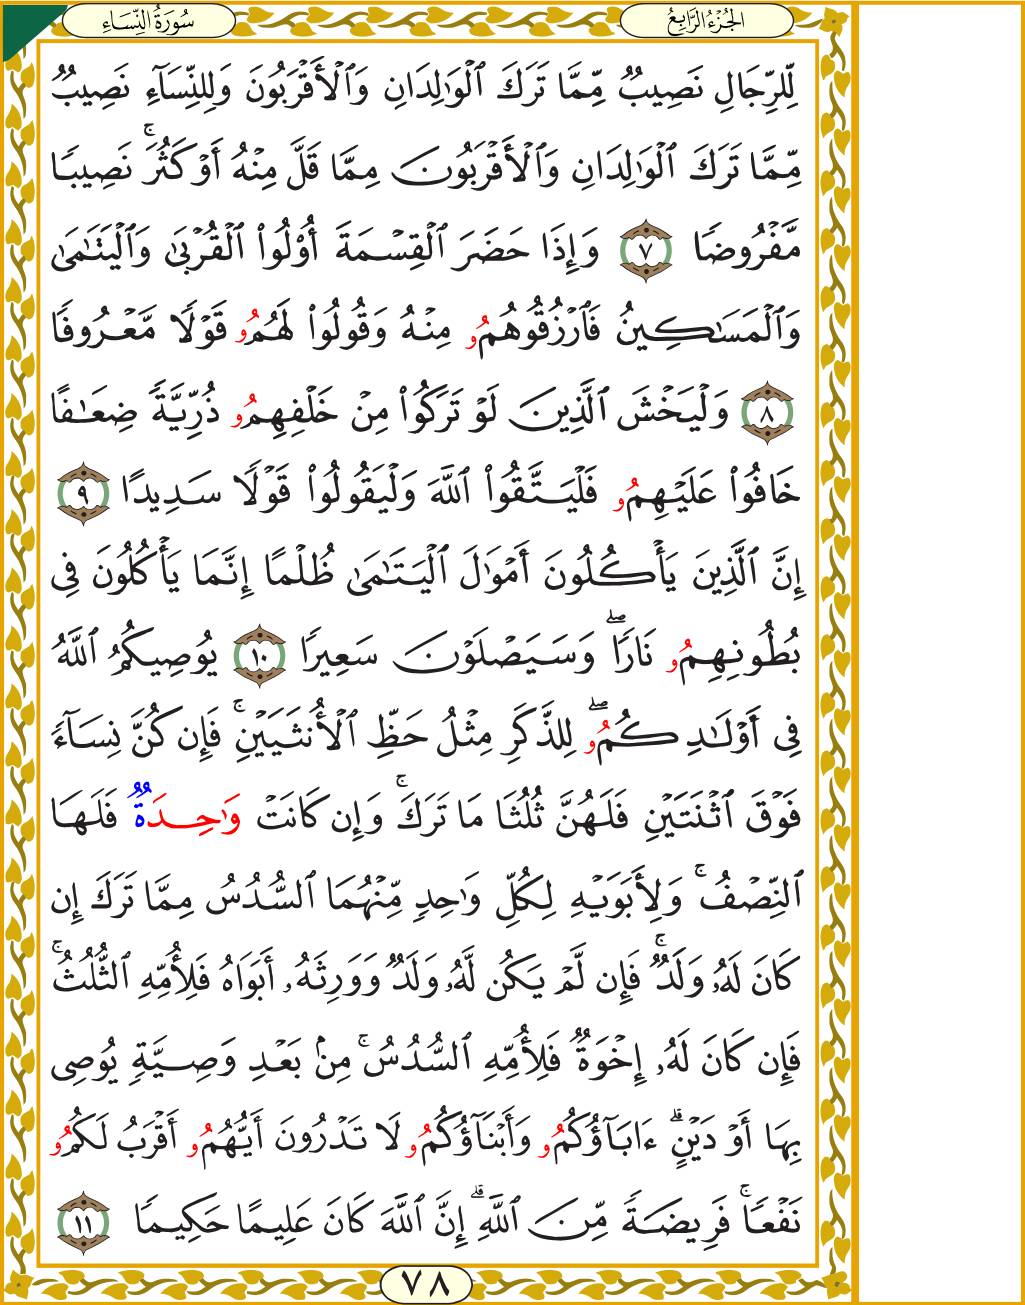 الجُزْءُ الرَّابِعُ
سُورَةُ النِّسَاءِ
لِّلرِّجَالِ نَصِيبٌ مِّمَّا تَرَكَ ٱلْوَٰلِدَانِ وَٱلْأَقْرَبُونَ وَلِلنِّسَآءِ نَصِيبٌ
مِّمَّا تَرَكَ ٱلْوَٰلِدَانِ وَٱلْأَقْرَبُونَ مِمَّا قَلَّ مِنْهُ أَوْ كَثُرَ ۚ نَصِيبًا
مَّفْرُوضًا ٧ وَإِذَا حَضَرَ ٱلْقِسْمَةَ أُو۟لُوا۟ ٱلْقُرْبَىٰ وَٱلْيَتَـٰمَىٰ
وَٱلْمَسَـٰكِينُ فَٱرْزُقُوهُمُۥ مِنْهُ وَقُولُوا۟ لَهُمُۥ قَوْلًا مَّعْرُوفًا
٨ وَلْيَخْشَ ٱلَّذِينَ لَوْ تَرَكُوا۟ مِنْ خَلْفِهِمُۥ ذُرِّيَّةً ضِعَـٰفًا
خَافُوا۟ عَلَيْهِمُۥ فَلْيَتَّقُوا۟ ٱللَّهَ وَلْيَقُولُوا۟ قَوْلًا سَدِيدًا ٩
إِنَّ ٱلَّذِينَ يَأْكُلُونَ أَمْوَٰلَ ٱلْيَتَـٰمَىٰ ظُلْمًا إِنَّمَا يَأْكُلُونَ فِى
بُطُونِهِمُۥ نَارًا ۖ وَسَيَصْلَوْنَ سَعِيرًا ١٠ يُوصِيكُمُ ٱللَّهُ
فِىٓ أَوْلَـٰدِكُمُۥ ۖ لِلذَّكَرِ مِثْلُ حَظِّ ٱلْأُنثَيَيْنِ ۚ فَإِن كُنَّ نِسَآءً
فَوْقَ ٱثْنَتَيْنِ فَلَهُنَّ ثُلُثَا مَا تَرَكَ ۚ وَإِن كَانَتْ وَٰحِدَةٌ فَلَهَا
ٱلنِّصْفُ ۚ وَلِأَبَوَيْهِ لِكُلِّ وَٰحِدٍ مِّنْهُمَا ٱلسُّدُسُ مِمَّا تَرَكَ إِن
كَانَ لَهُۥ وَلَدٌ ۚ فَإِن لَّمْ يَكُن لَّهُۥ وَلَدٌ وَوَرِثَهُۥٓ أَبَوَاهُ فَلِأُمِّهِ ٱلثُّلُثُ ۚ
فَإِن كَانَ لَهُۥٓ إِخْوَةٌ فَلِأُمِّهِ ٱلسُّدُسُ ۚ مِنۢ بَعْدِ وَصِيَّةٍ يُوصِى
بِهَآ أَوْ دَيْنٍ ۗ ءَابَآؤُكُمُۥ وَأَبْنَآؤُكُمُۥ لَا تَدْرُونَ أَيُّهُمُۥ أَقْرَبُ لَكُمُۥ
نَفْعًا ۚ فَرِيضَةً مِّنَ ٱللَّهِ ۗ إِنَّ ٱللَّهَ كَانَ عَلِيمًا حَكِيمًا ١١
٧٨